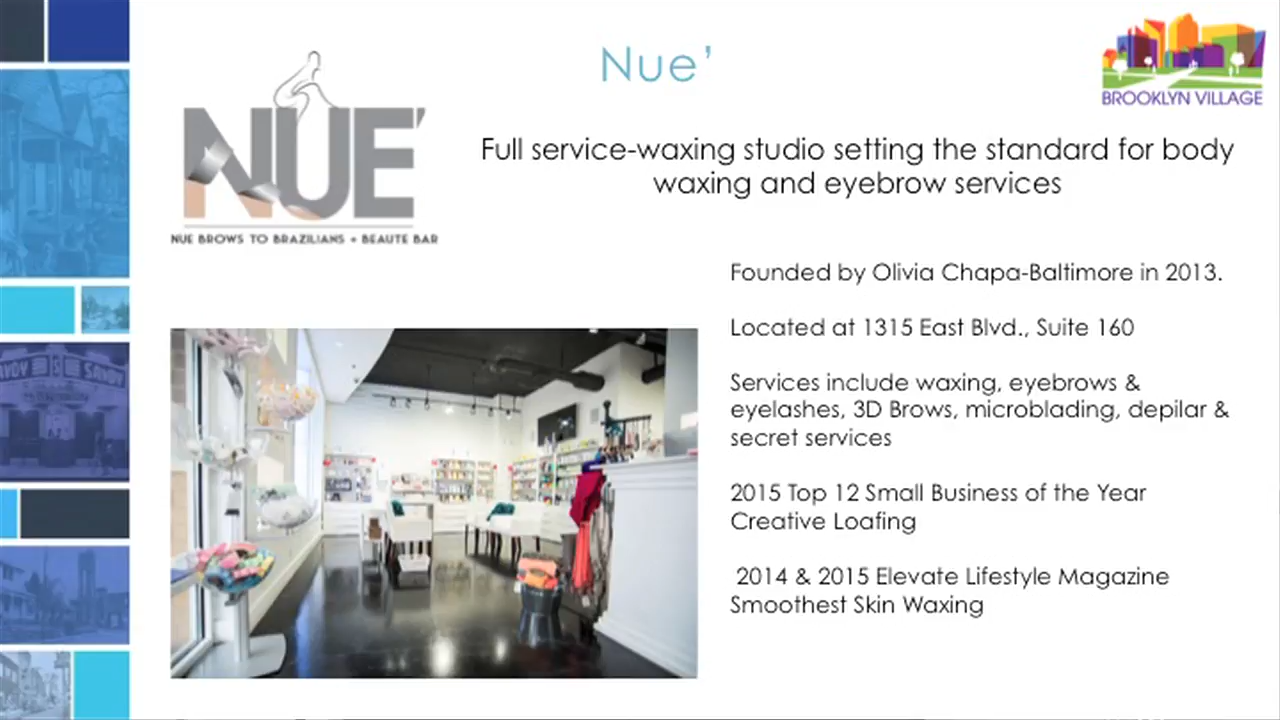 Nue’
BROOKLYN VILLAGE
NUE’
NUE BROWS TO BRAZILIANS + BEAUTE BAR
Full service-waxing studio setting the standard for body
waxing and eyebrow services
Founded by Olivia Chapa-Baltimore in 2013.
Located at 1315 East Blvd., Suite 160
Services include waxing, eyebrows &
eyelashes, 3D Brows, microblading, depilar &
secret services
2015 Top 12 Small Business of the Year
Creative Loafing
2014 & 2015 Elevate Lifestyle Magazine
Smoothest Skin Waxing
SAVOY